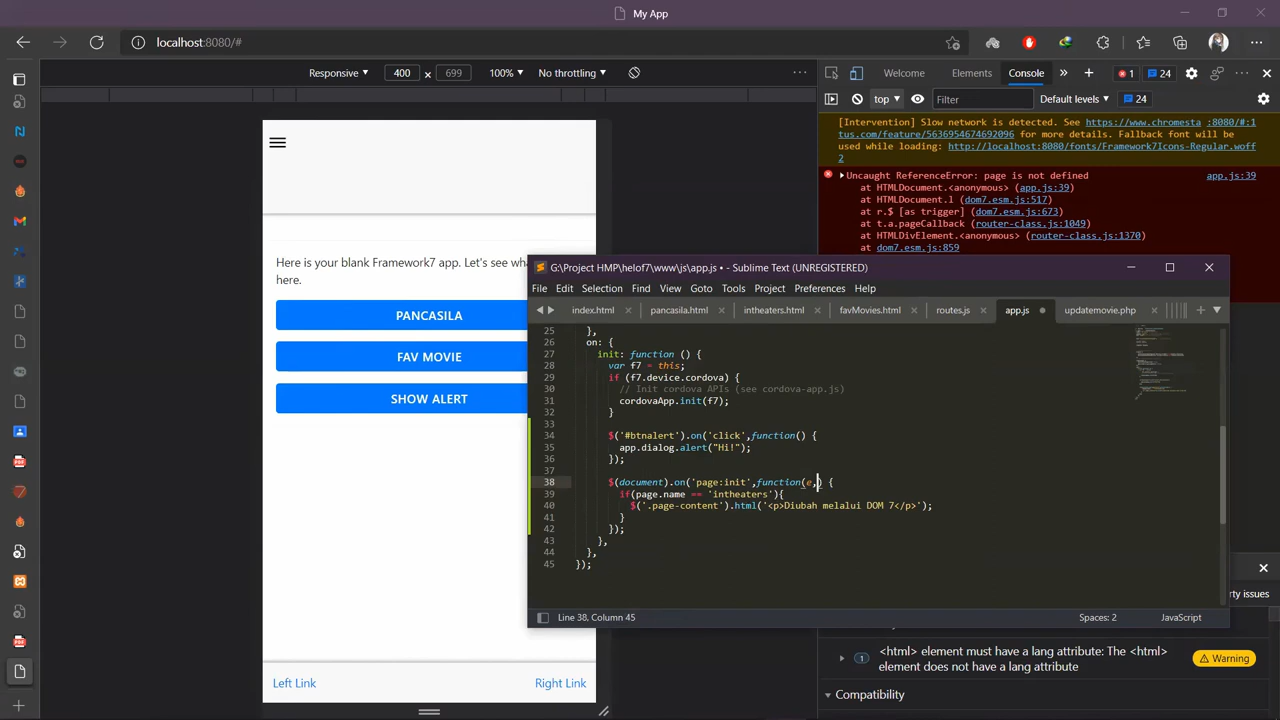 My App
localhost:8080/#
Responsive
400
×
699
100%
No throttling
Here is your blank Framework7 app. Let's see wha
here.
PANCASILA
FAV MOVIE
SHOW ALERT
Left Link
Right Link
Welcome
Elements
Console
1
24
top
Filter
Default levels
24
[Intervention] Slow network is detected. See https://www.chromesta :8080/#:1
tus.com/feature/5636954674692096 for more details. Fallback font will be
used while loading: http://localhost:8080/fonts/Framework7Icons-Regular.woff
2
Uncaught ReferenceError: page is not defined app.js:39
at HTMLDocument.<anonymous> (app.js:39)
at HTMLDocument.l (dom7.esm.js:517)
at r.$ [as trigger] (dom7.esm.js:673)
at t.a.pageCallback (router-class.js:1049)
at HTMLDivElement.<anonymous> (router-class.js:1370)
at dom7.esm.js:859
G:\Project HMP\helof7\www\js\app.js • - Sublime Text (UNREGISTERED)
File Edit Selection Find View Goto Tools Project Preferences Help
index.html
pancasila.html
intheaters.html
favMovies.html
routes.js
app.js
updatemovie.php
25 },
26 on: {
27 init: function () {
28 var f7 = this;
29 if (f7.device.cordova) {
30 // Init cordova APIs (see cordova-app.js)
31 cordovaApp.init(f7);
32 }
33
34 $('#btnalert').on('click',function() {
35 app.dialog.alert("Hi!");
36 });
37
38 $(document).on('page:init',function(e,) {
39 if(page.name == 'intheaters'){
40 $('.page-content').html('<p>Diubah melalui DOM 7</p>');
41 }
42 });
43 },
44 },
45 });
Line 38, Column 45
Spaces: 2
JavaScript
rty issues
1
<html> element must have a lang attribute: The <html>
element does not have a lang attribute
Warning
Compatibility